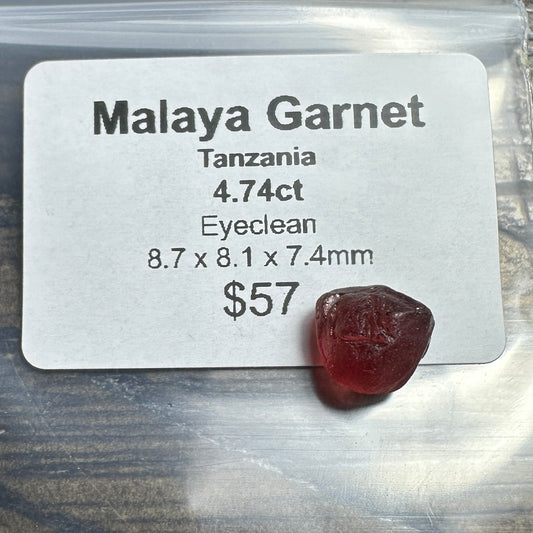 Malaya Garnet
Tanzania
4.74ct
Eyeclean
8.7 x 8.1 x 7.4mm
$57